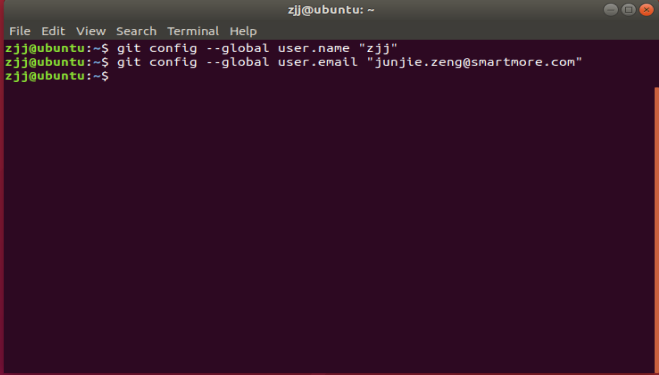 zjj@ubuntu: ~
File Edit View Search Terminal Help
zjj@ubuntu:~$ git config --global user.name "zjj"
zjj@ubuntu:~$ git config --global user.email "junjie.zeng@smartmore.com"
zjj@ubuntu:~$